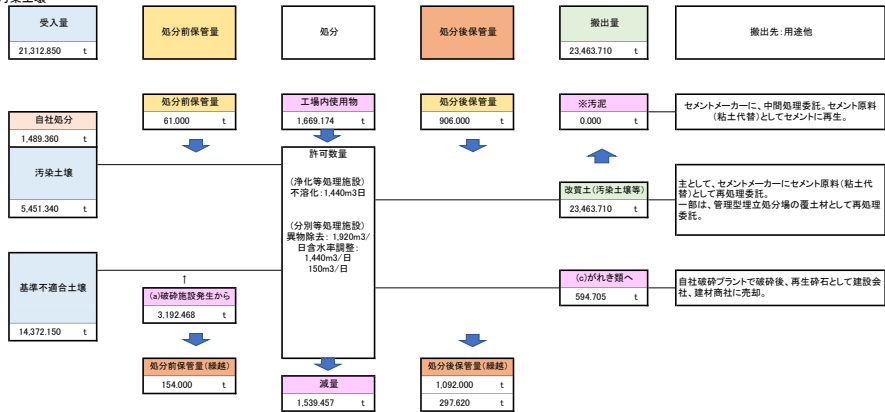 汚染土壌
受入量
21,312.850 t
処分前保管量
処分
処分後保管量
搬出量
23,463.710 t
搬出先:用途他
自社処分
1,489.360 t
処分前保管量
61.000 t
工場内使用物
1,669.174 t
処分後保管量
906.000 t
※汚泥
0.000 t
セメントメーカーに、中間処理委託。セメント原料
(粘土代替)としてセメントに再生。
汚染土壌
5,451.340 t
許可数量
(浄化等処理施設)
不溶化:1,440m3日
(分別等処理施設)
異物除去: 1,920m3/
日含水率調整:
1,440m3/日
150m3/日
改質土(汚染土壌等)
23,463.710 t
主として、セメントメーカーにセメント原料(粘土代
替)として再処理委託。
一部は、管理型埋立処分場の覆土材として再処理
委託。
基準不適合土壌
14,372.150 t
↑
(a)破砕施設発生から
3,192.468 t
(c)がれき類へ
594.705 t
自社破砕プラントで破砕後、再生砕石として建設会
社、建材商社に売却。
処分前保管量(繰越)
154.000 t
減量
1,539.457 t
処分後保管量(繰越)
1,092.000 t
297.620 t